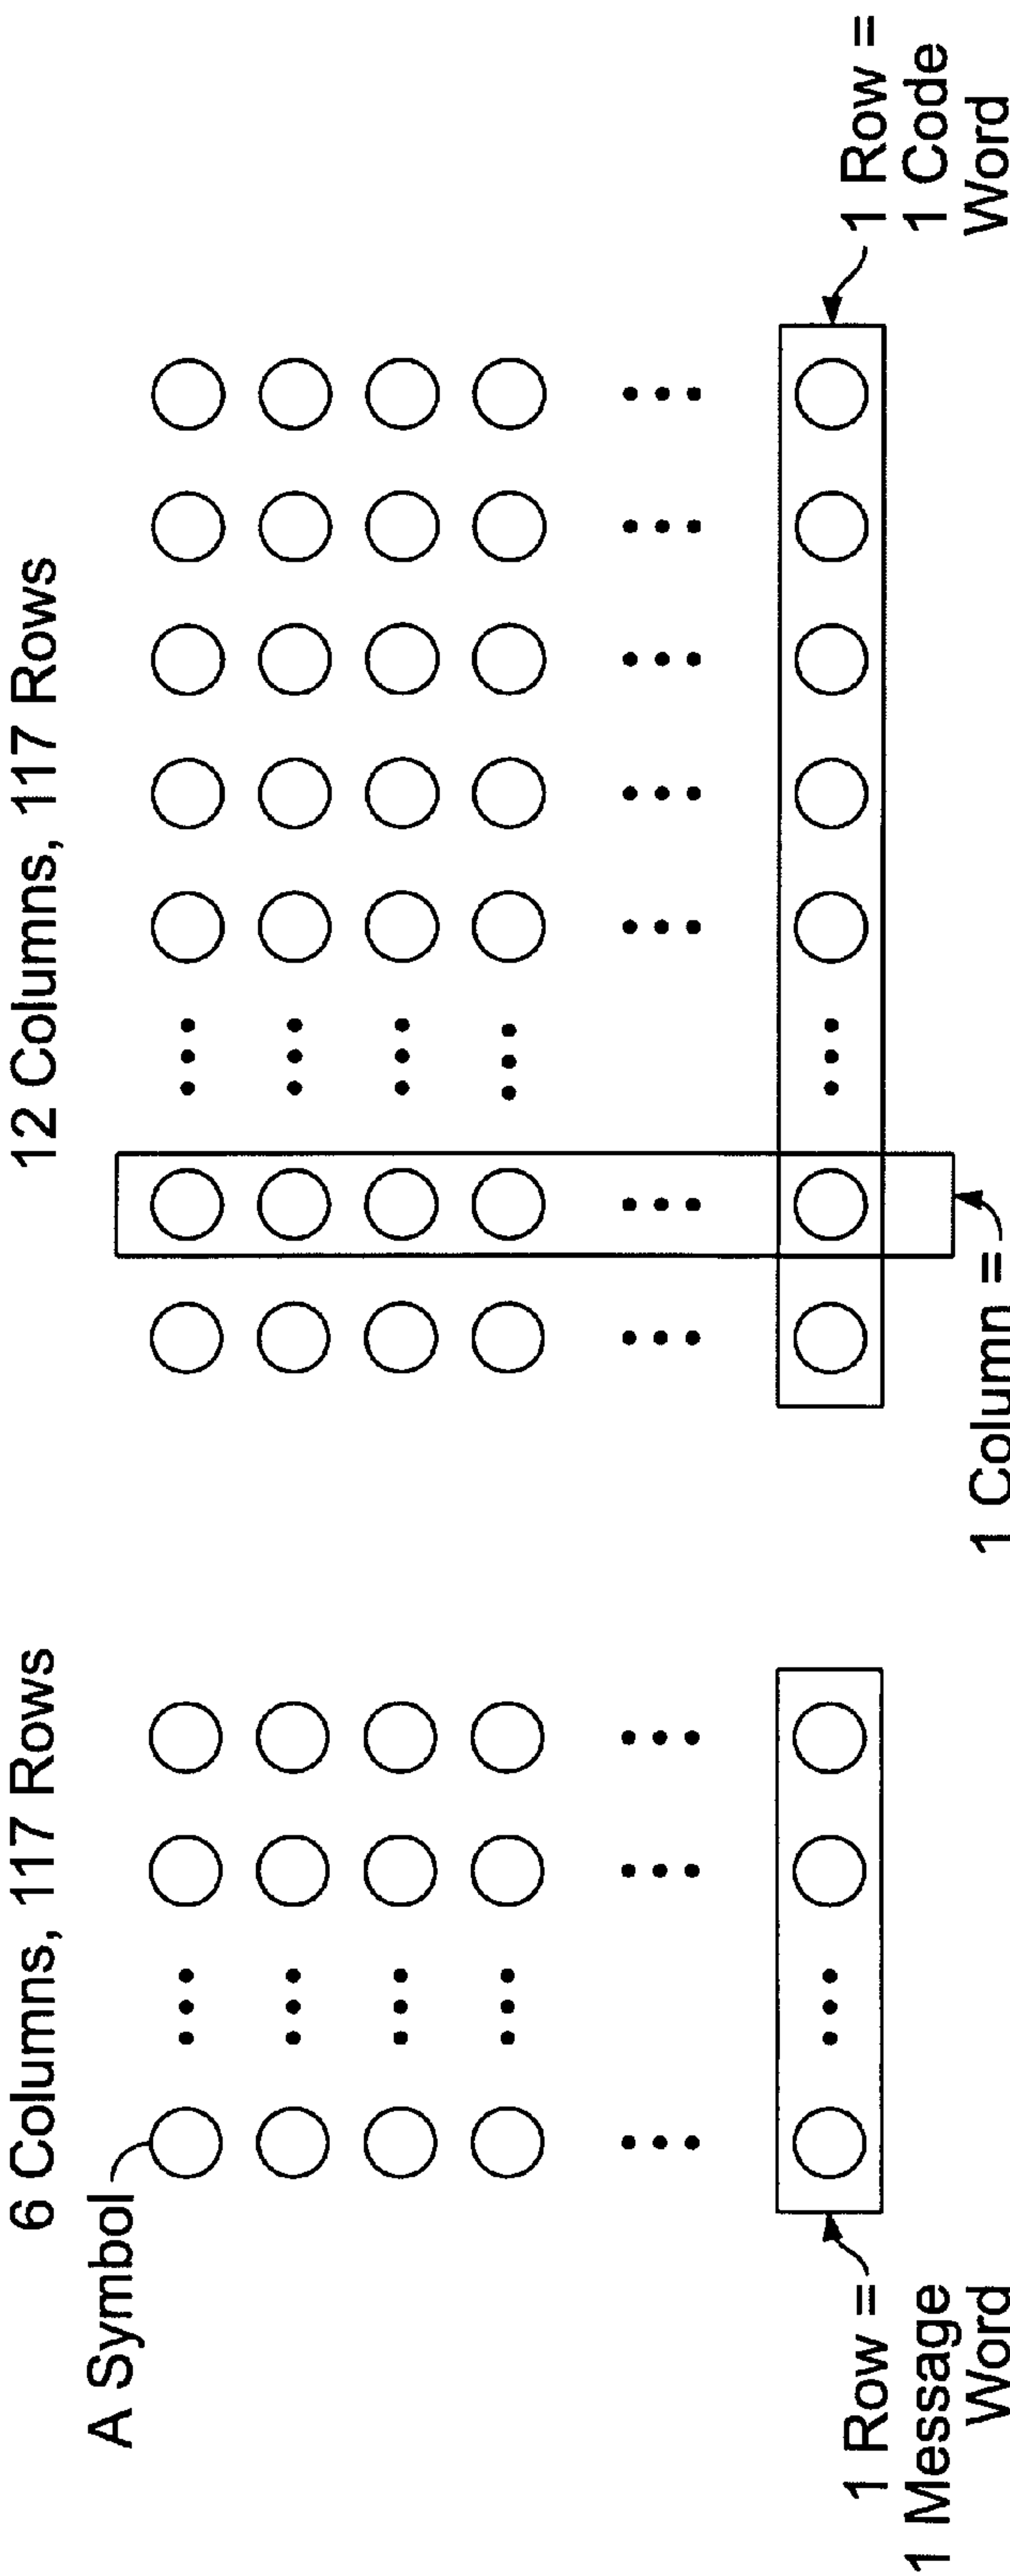 6 Columns, 117 Rows
A Symbol
1 Row =
1 Message
Word
12 Columns, 117 Rows
1 Column =
1 Row =
1 Code
Word